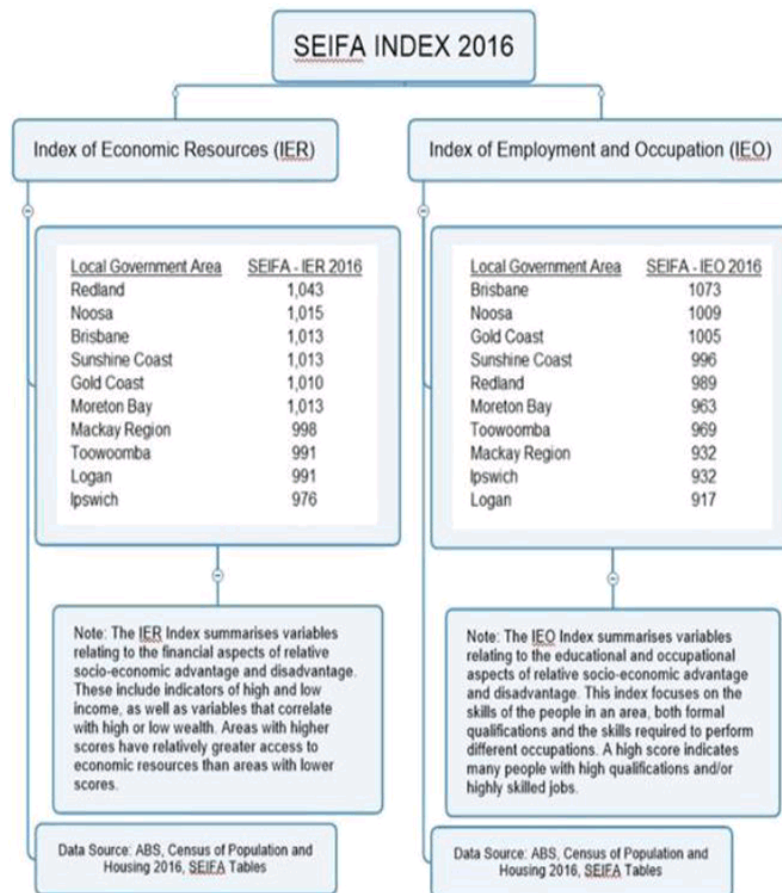 SEIFA INDEX 2016
Index of Economic Resources (IER)
Local Government Area SEIFA - IER 2016
Redland 1,043
Noosa 1,015
Brisbane 1,013
Sunshine Coast 1,013
Gold Coast 1,010
Moreton Bay 1,013
Mackay Region 998
Toowoomba 991
Logan 991
Ipswich 976
Note: The IER Index summarises variables
relating to the financial aspects of relative
socio-economic advantage and disadvantage.
These include indicators of high and low
income, as well as variables that correlate
with high or low wealth. Areas with higher
scores have relatively greater access to
economic resources than areas with lower
scores.
Data Source: ABS, Census of Population and
Housing 2016, SEIFA Tables
Index of Employment and Occupation (IEO)
Local Government Area SEIFA - IEO 2016
Brisbane 1073
Noosa 1009
Gold Coast 1005
Sunshine Coast 996
Redland 989
Moreton Bay 963
Toowoomba 969
Mackay Region 932
Ipswich 932
Logan 917
Note: The IEO Index summarises variables
relating to the educational and occupational
aspects of relative socio-economic advantage
and disadvantage. This index focuses on the
skills of the people in an area, both formal
qualifications and the skills required to perform
different occupations. A high score indicates
many people with high qualifications and/or
highly skilled jobs.
Data Source: ABS, Census of Population and
Housing 2016, SEIFA Tables